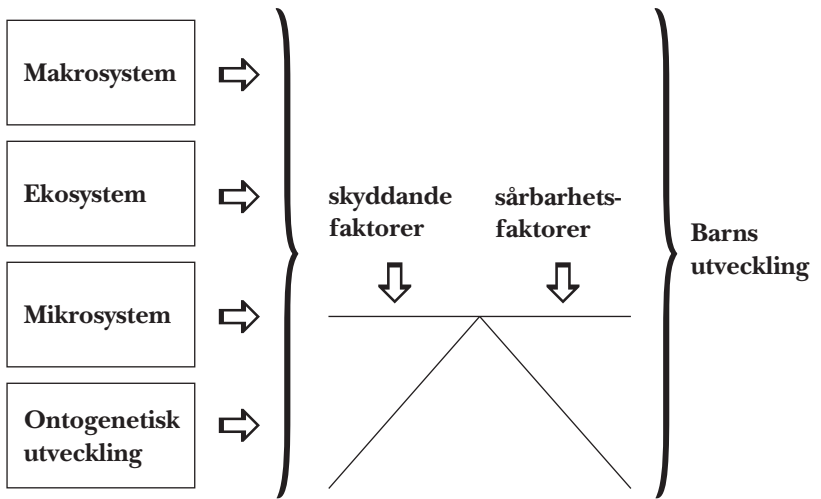 Makrosystem
Ekosystem
Mikrosystem
Ontogenetisk
utveckling
skyddande
faktorer
sårbarhets-
faktorer
Barns
utveckling